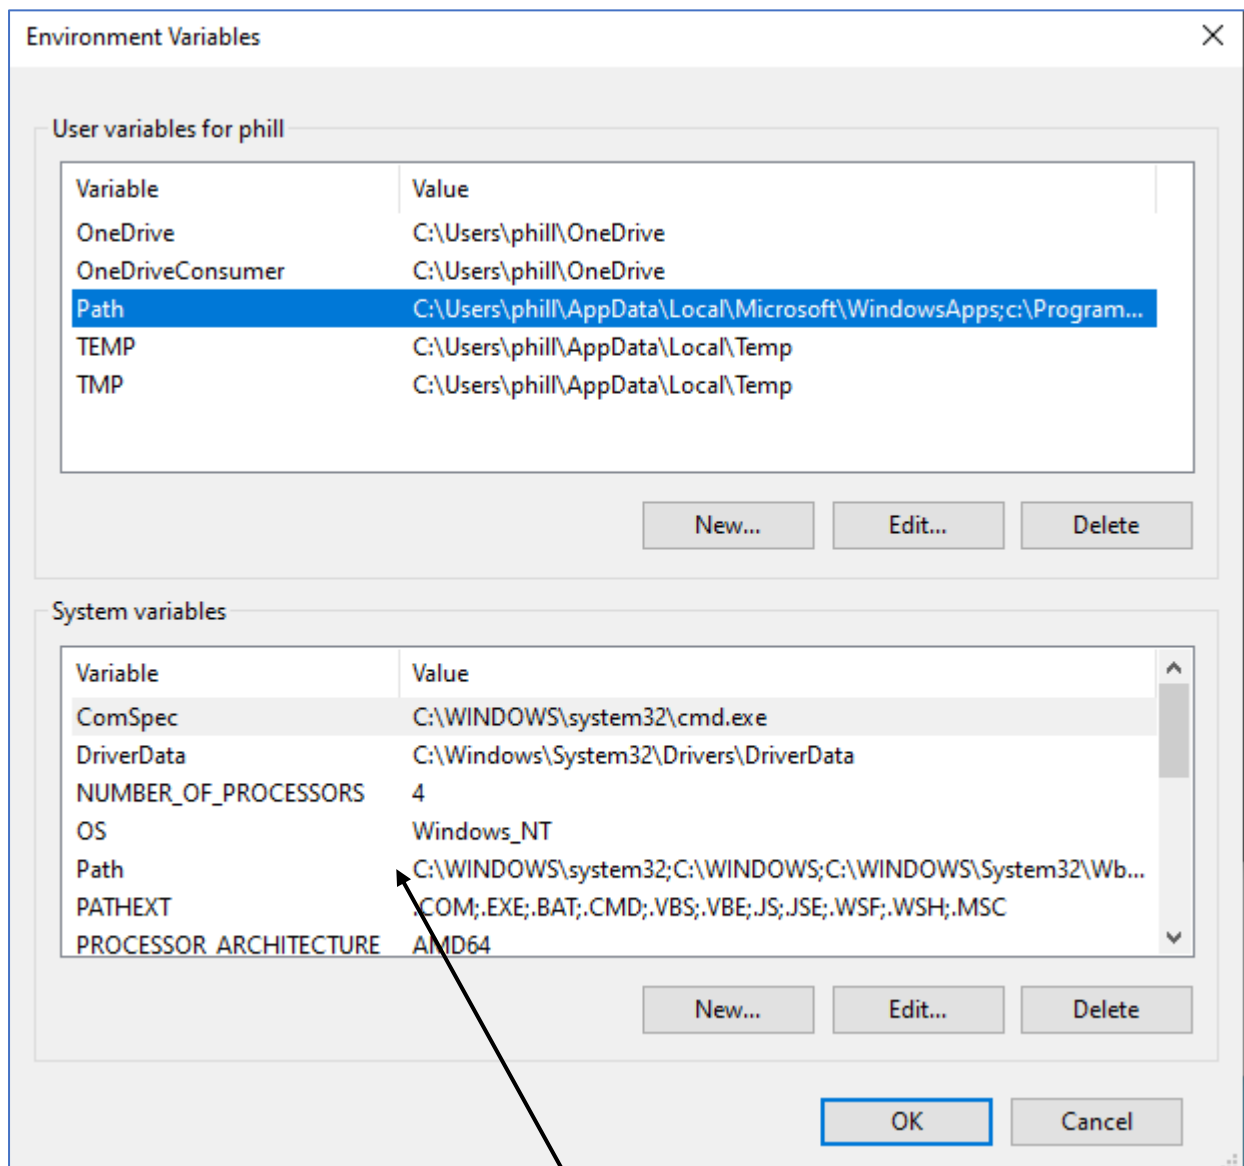 Environment Variables
User variables for phill
Variable Value
OneDrive C:\Users\phill\OneDrive
OneDriveConsumer C:\Users\phill\OneDrive
Path C:\Users\phill\AppData\Local\Microsoft\WindowsApps;c:\Program...
TEMP C:\Users\phill\AppData\Local\Temp
TMP C:\Users\phill\AppData\Local\Temp
New... Edit... Delete
System variables
Variable Value
ComSpec C:\WINDOWS\system32\cmd.exe
DriverData C:\Windows\System32\Drivers\DriverData
NUMBER_OF_PROCESSORS 4
OS Windows_NT
Path C:\WINDOWS\system32;C:\WINDOWS;C:\WINDOWS\System32\Wb...
PATHEXT .COM;.EXE;.BAT;.CMD;.VBS;.VBE;.JS;.JSE;.WSF;.WSH;.MSC
PROCESSOR_ARCHITECTURE AMD64
New... Edit... Delete
OK Cancel